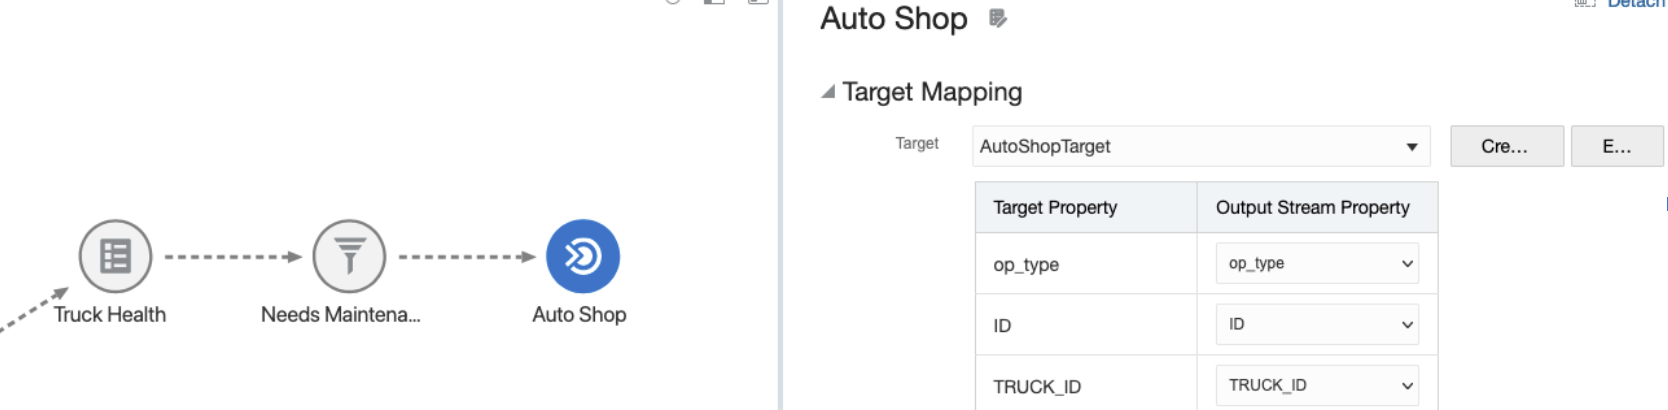 Auto Shop
Detach
Target Mapping
Target
AutoShopTarget
Cre...
E...
Target Property
Output Stream Property
op_type
op_type
ID
ID
TRUCK_ID
TRUCK_ID
Truck Health
Needs Maintena...
Auto Shop